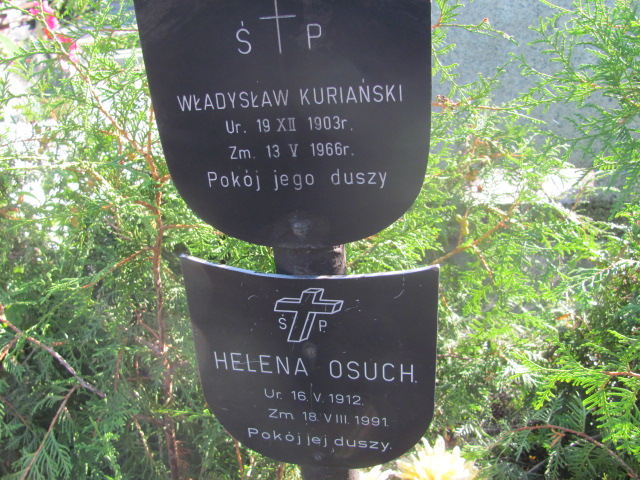 Ś P
WŁADYSŁAW KURIAŃSKI
Ur. 19 XII 1903r.
Zm. 13 V 1966r.
Pokój jego duszy
Ś P.
HELENA OSUCH.
Ur. 16.V.1912.
Zm 18.VIII.1991.
Pokój jej duszy.